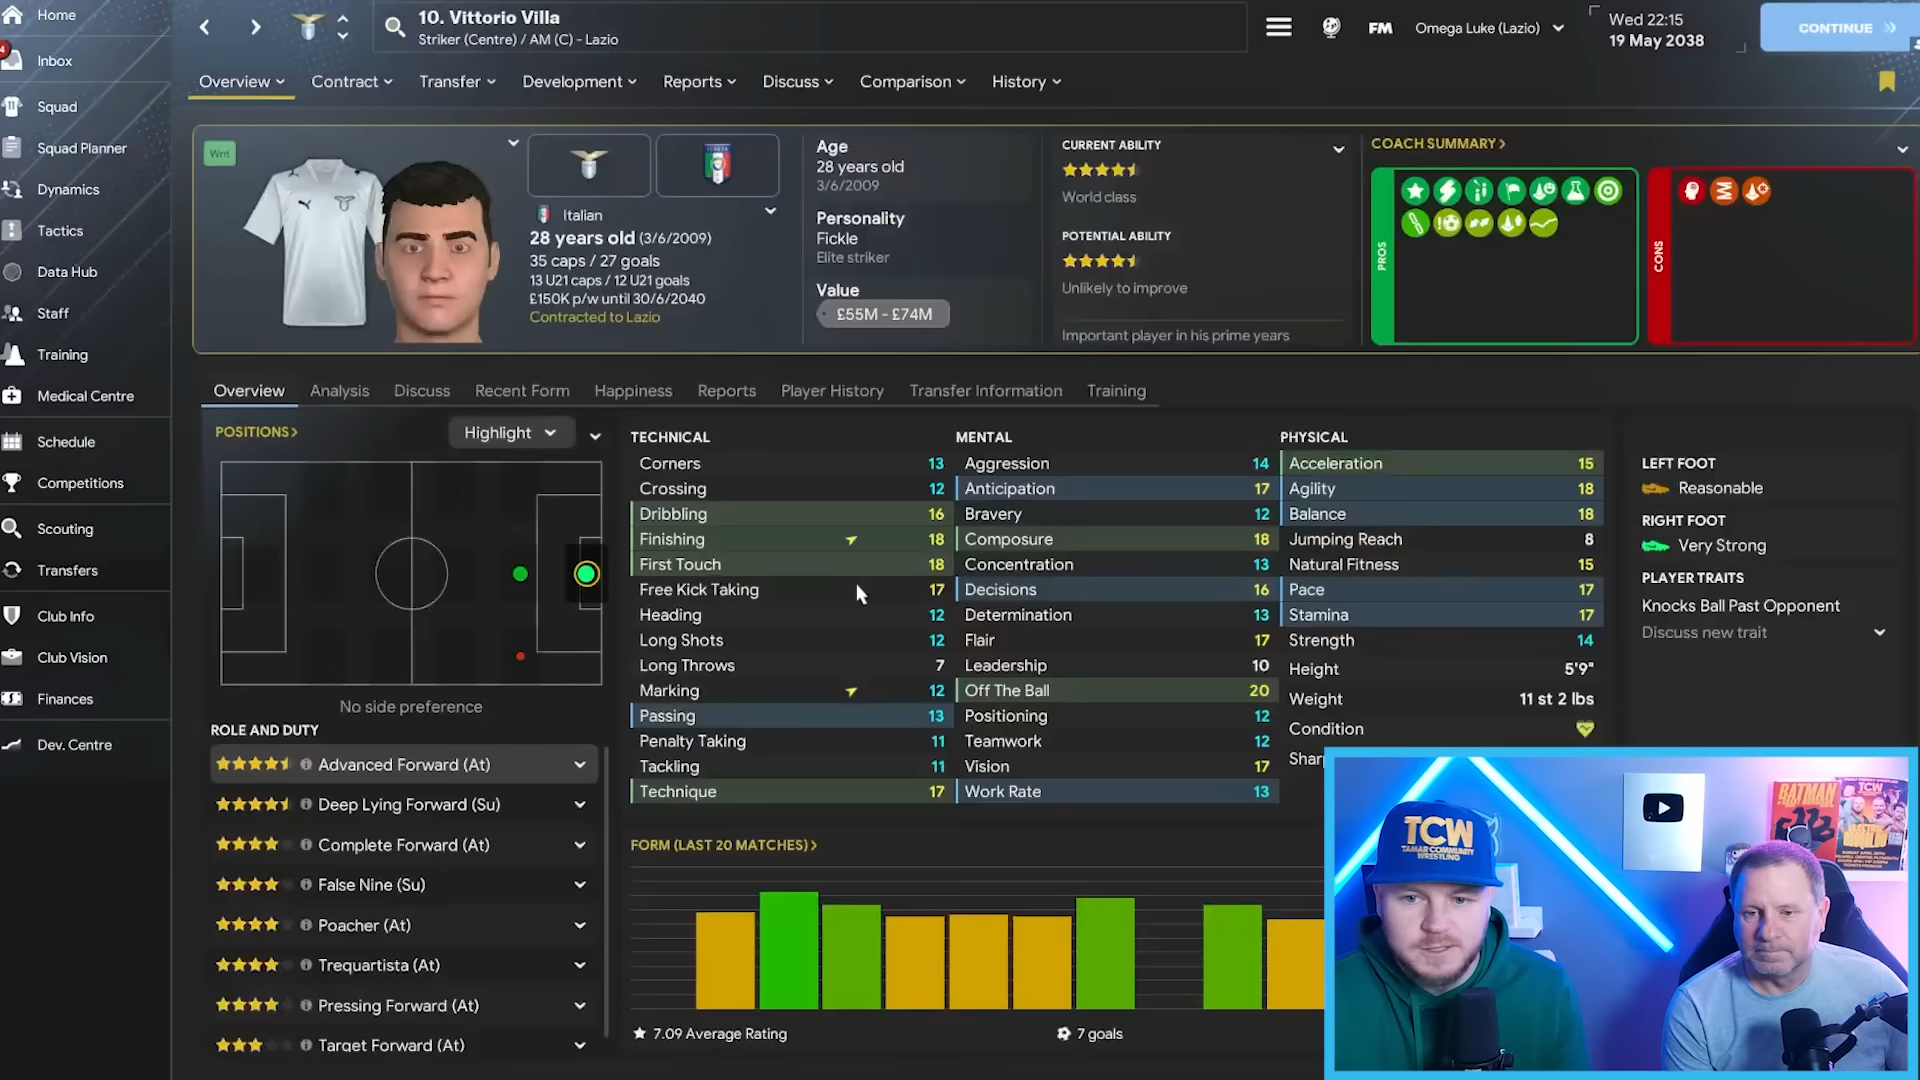 Home
4
Inbox
Squad
Squad Planner
Dynamics
Tactics
Data Hub
Staff
Training
Medical Centre
Schedule
Competitions
Scouting
Transfers
Club Info
Club Vision
Finances
Dev. Centre
10. Vittorio Villa
Striker (Centre) / AM (C) - Lazio
FM
Omega Luke (Lazio)
Wed 22:15
19 May 2038
CONTINUE
Overview
Contract
Transfer
Development
Reports
Discuss
Comparison
History
Wnt
Italian
28 years old (3/6/2009)
35 caps / 27 goals
13 U21 caps / 12 U21 goals
£150K p/w until 30/6/2040
Contracted to Lazio
Age
28 years old
3/6/2009
Personality
Fickle
Elite striker
Value
£55M - £74M
CURRENT ABILITY
World class
POTENTIAL ABILITY
Unlikely to improve
Important player in his prime years
COACH SUMMARY
PROS
CONS
Overview
Analysis
Discuss
Recent Form
Happiness
Reports
Player History
Transfer Information
Training
POSITIONS
Highlight
No side preference
ROLE AND DUTY
Advanced Forward (At)
Deep Lying Forward (Su)
Complete Forward (At)
False Nine (Su)
Poacher (At)
Trequartista (At)
Pressing Forward (At)
Target Forward (At)
TECHNICAL
Corners 13
Crossing 12
Dribbling 16
Finishing 18
First Touch 18
Free Kick Taking 17
Heading 12
Long Shots 12
Long Throws 7
Marking 12
Passing 13
Penalty Taking 11
Tackling 11
Technique 17
MENTAL
Aggression 14
Anticipation 17
Bravery 12
Composure 18
Concentration 13
Decisions 16
Determination 13
Flair 17
Leadership 10
Off The Ball 20
Positioning 12
Teamwork 12
Vision 17
Work Rate 13
PHYSICAL
Acceleration 15
Agility 18
Balance 18
Jumping Reach 8
Natural Fitness 15
Pace 17
Stamina 17
Strength 14
Height 5'9"
Weight 11 st 2 lbs
Condition
Sharp
LEFT FOOT
Reasonable
RIGHT FOOT
Very Strong
PLAYER TRAITS
Knocks Ball Past Opponent
Discuss new trait
FORM (LAST 20 MATCHES)
7.09 Average Rating
7 goals
TCW
TAMAR COMMUNITY
WRESTLING
BATMAN
TCW